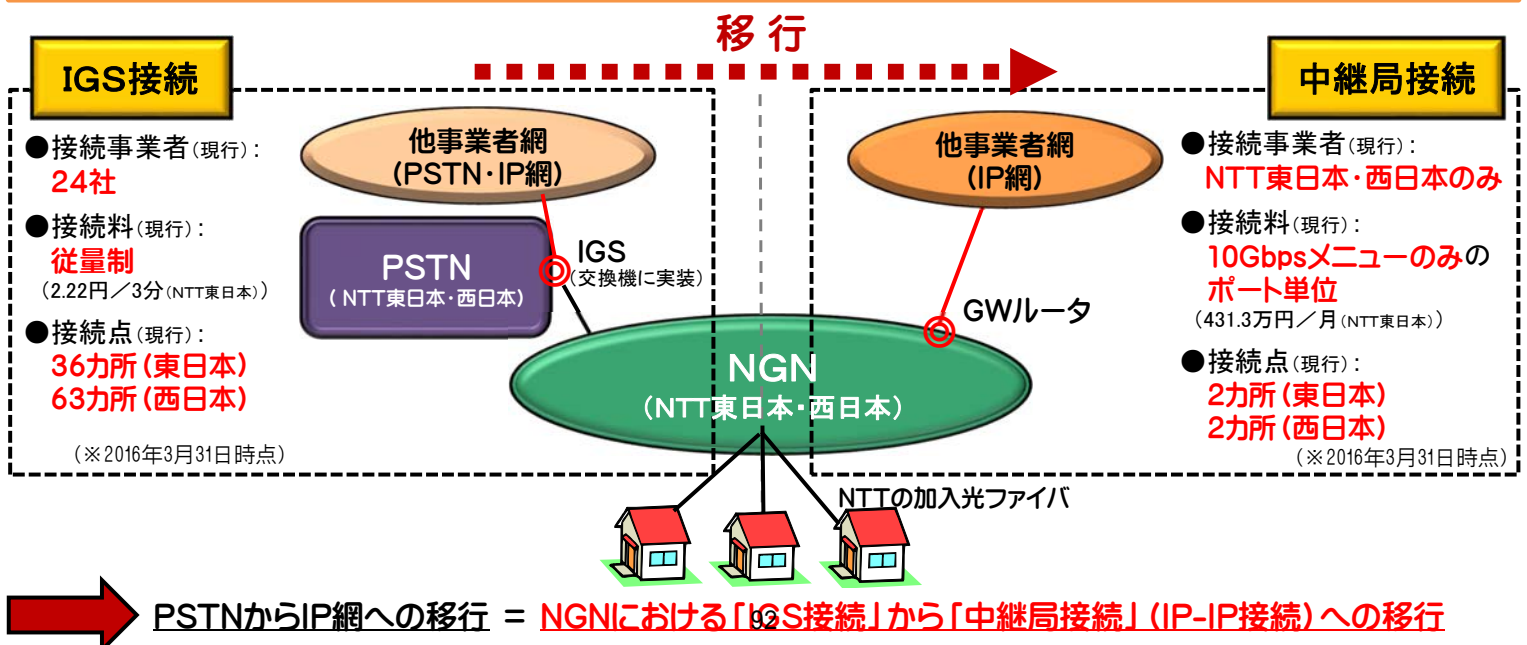 移 行
IGS接続
●接続事業者(現行):
24社
●接続料(現行):
従量制
(2.22円/3分(NTT東日本))
●接続点(現行):
36カ所(東日本)
63カ所(西日本)
(※2016年3月31日時点)
他事業者網
(PSTN・IP網)
PSTN
(NTT東日本・西日本)
IGS
(交換機に実装)
中継局接続
他事業者網
(IP網)
GWルータ
●接続事業者(現行):
NTT東日本・西日本のみ
●接続料(現行):
10Gbpsメニューのみの
ポート単位
(431.3万円/月(NTT東日本))
●接続点(現行):
2カ所(東日本)
2カ所(西日本)
(※2016年3月31日時点)
NGN
(NTT東日本・西日本)
NTTの加入光ファイバ
PSTNからIP網への移行 = NGNにおける「IGS接続」から「中継局接続」(IP-IP接続)への移行
92